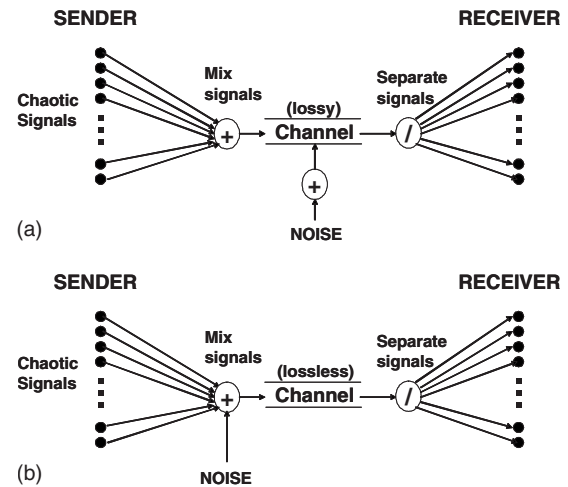 SENDER
RECEIVER
Chaotic
Signals
Mix
signals
(lossy)
Channel
Separate
signals
+
/
+
NOISE
(a)
SENDER
RECEIVER
Chaotic
Signals
Mix
signals
(lossless)
Channel
Separate
signals
+
/
NOISE
(b)